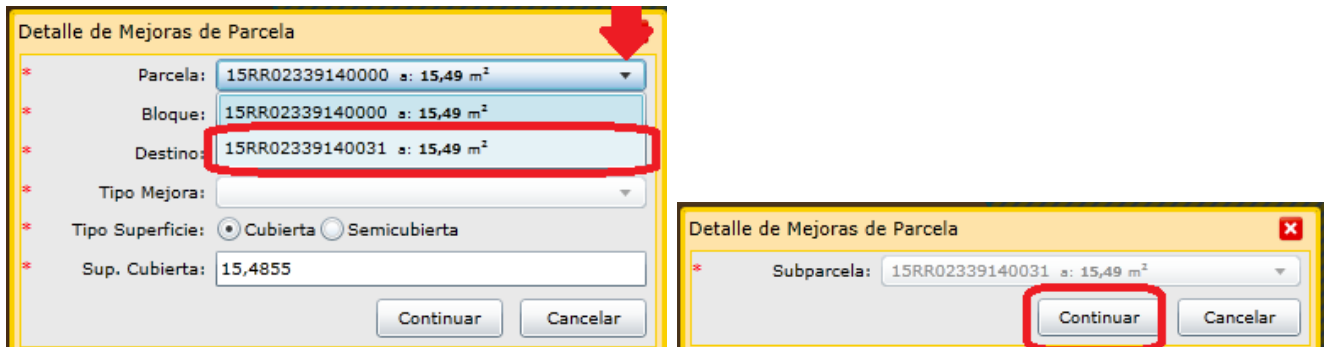 Detalle de Mejoras de Parcela
* Parcela: 15RR02339140000 a: 15,49 m²
* Bloque: 15RR02339140000 a: 15,49 m²
* Destino: 15RR02339140031 a: 15,49 m²
* Tipo Mejora:
* Tipo Superficie: Cubierta Semicubierta
* Sup. Cubierta: 15,4855
Continuar Cancelar
Detalle de Mejoras de Parcela
* Subparcela: 15RR02339140031 a: 15,49 m²
Continuar Cancelar